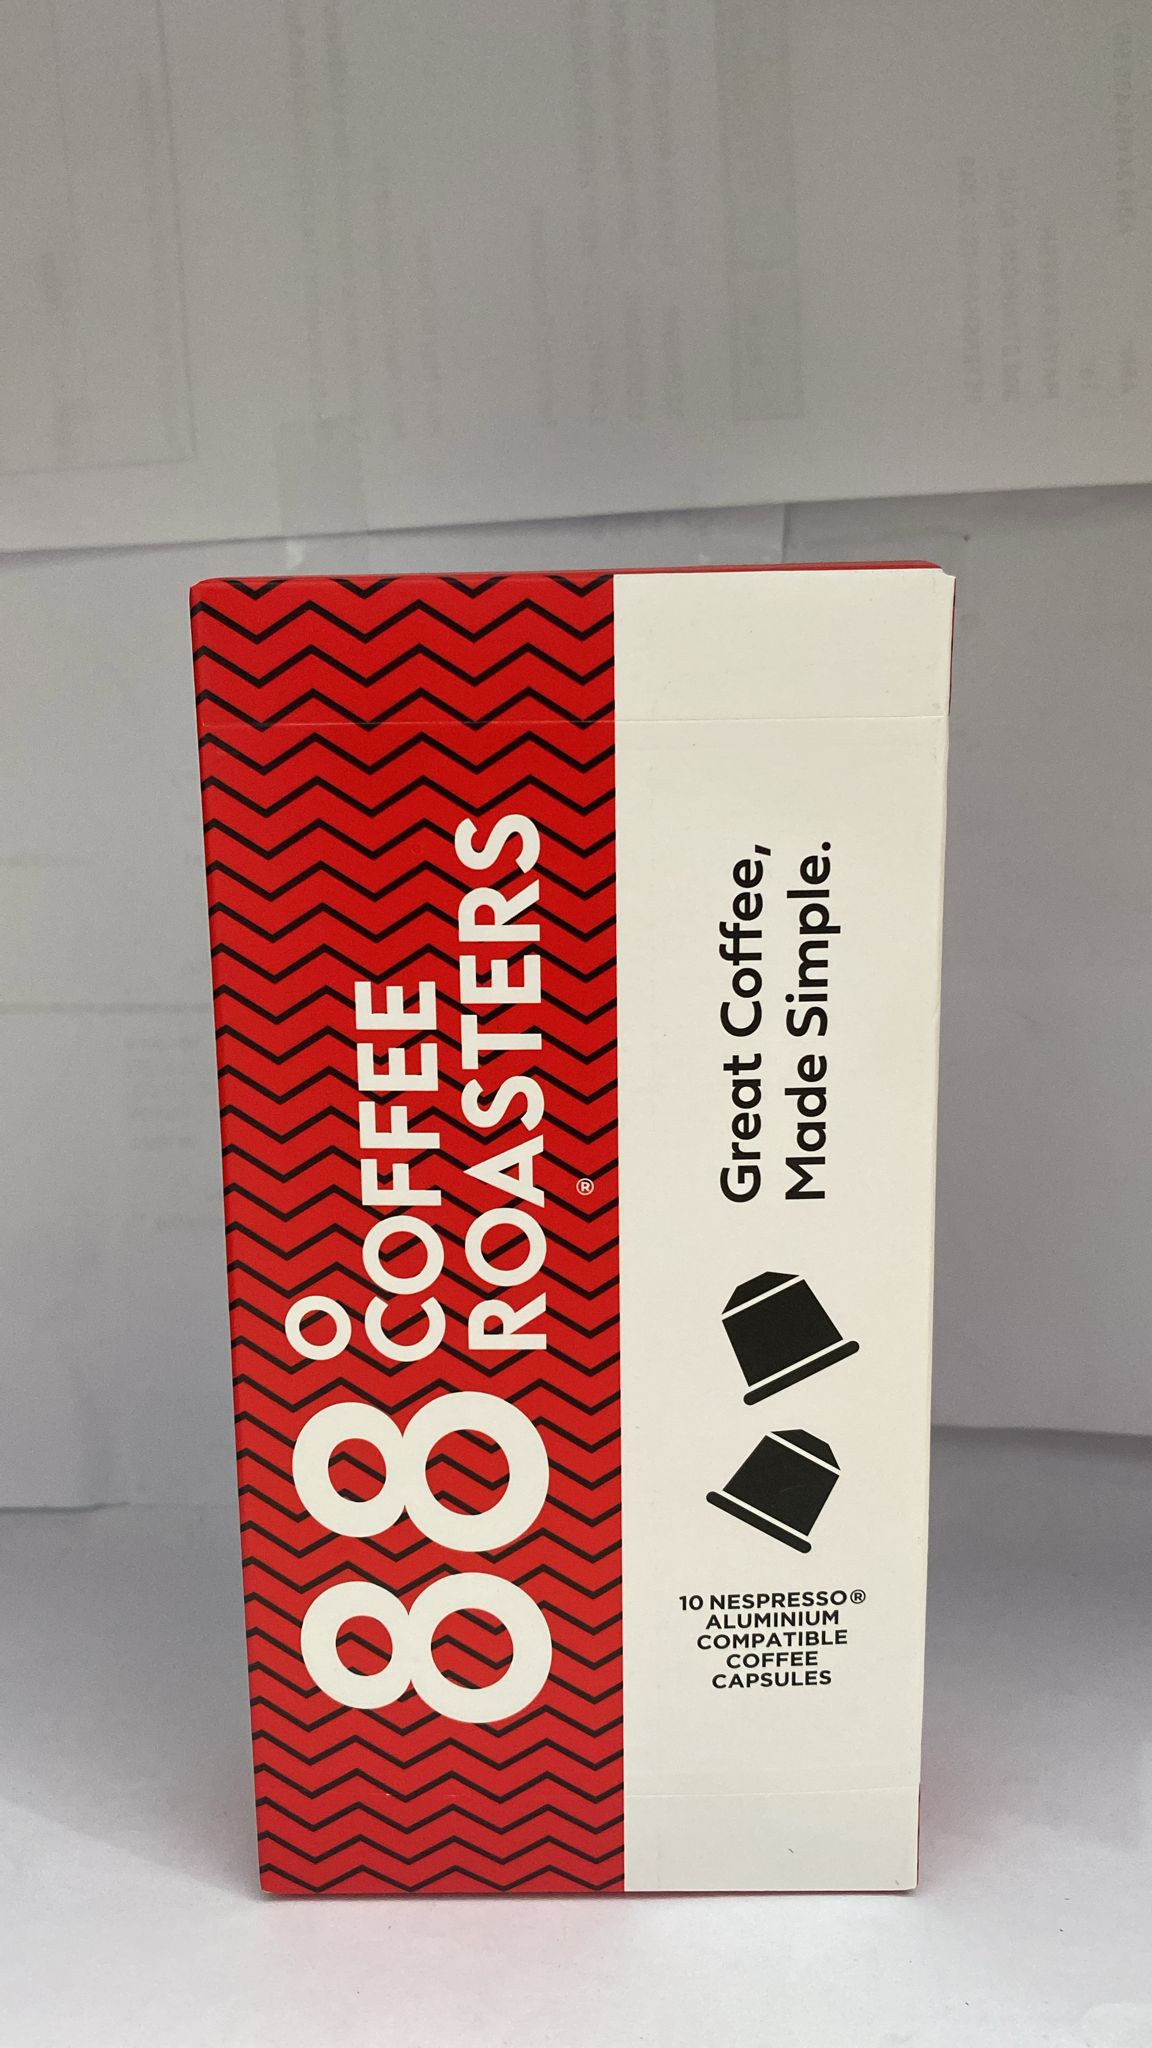 88° COFFEE
ROASTERS
®
Great Coffee,
Made Simple.
10 NESPRESSO®
ALUMINIUM
COMPATIBLE
COFFEE
CAPSULES